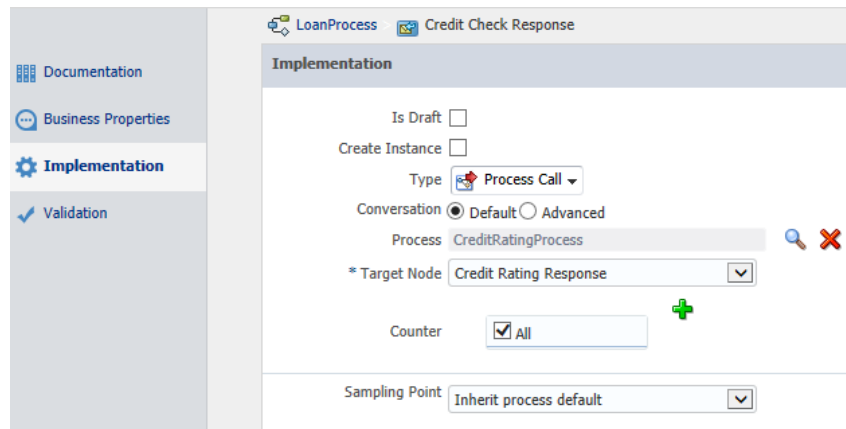 LoanProcess Credit Check Response
Documentation
Business Properties
Implementation
Validation
Implementation
Is Draft
Create Instance
Type Process Call
Conversation Default Advanced
Process CreditRatingProcess
* Target Node Credit Rating Response
Counter All
Sampling Point Inherit process default